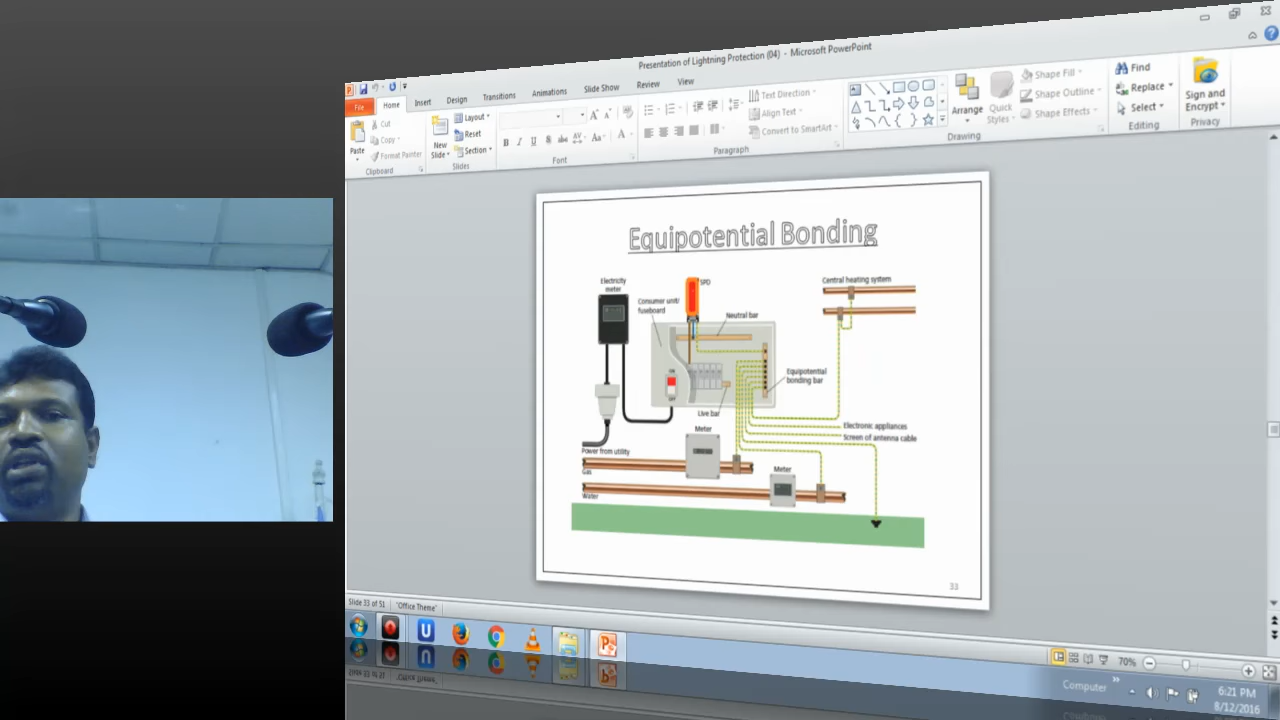 Presentation of Lightning Protection (04) - Microsoft PowerPoint
File Home Insert Design Transitions Animations Slide Show Review View
Paste
Cut
Copy
Format Painter
Clipboard
New
Slide
Layout
Reset
Section
Slides
Font
Text Direction
Align Text
Convert to SmartArt
Paragraph
Arrange
Quick
Styles
Shape Fill
Shape Outline
Shape Effects
Drawing
Find
Replace
Select
Editing
Sign and
Encrypt
Privacy
Equipotential Bonding
Electricity
meter
SPD
Consumer unit/
fuseboard
Neutral bar
Central heating system
ON
OFF
Equipotential
bonding bar
Live bar
Electronic appliances
Screen of antenna cable
Meter
Power from utility
Gas
Meter
Water
33
Slide 33 of 51 "Office Theme"
70%
Computer
6:21 PM
8/12/2016